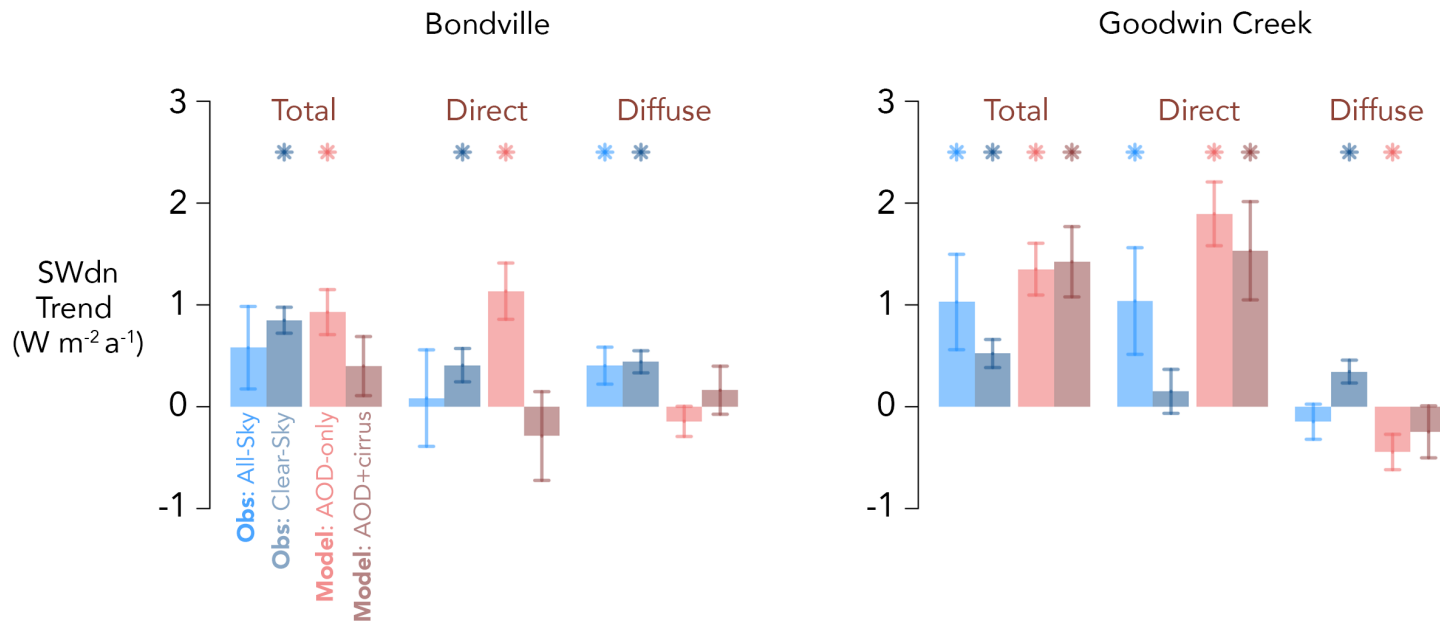 Bondville
Goodwin Creek
SWdn
Trend
(W m⁻² a⁻¹)
3
2
1
0
-1
Total
Direct
Diffuse
Obs: All-Sky
Obs: Clear-Sky
Model: AOD-only
Model: AOD+cirrus
3
2
1
0
-1
Total
Direct
Diffuse